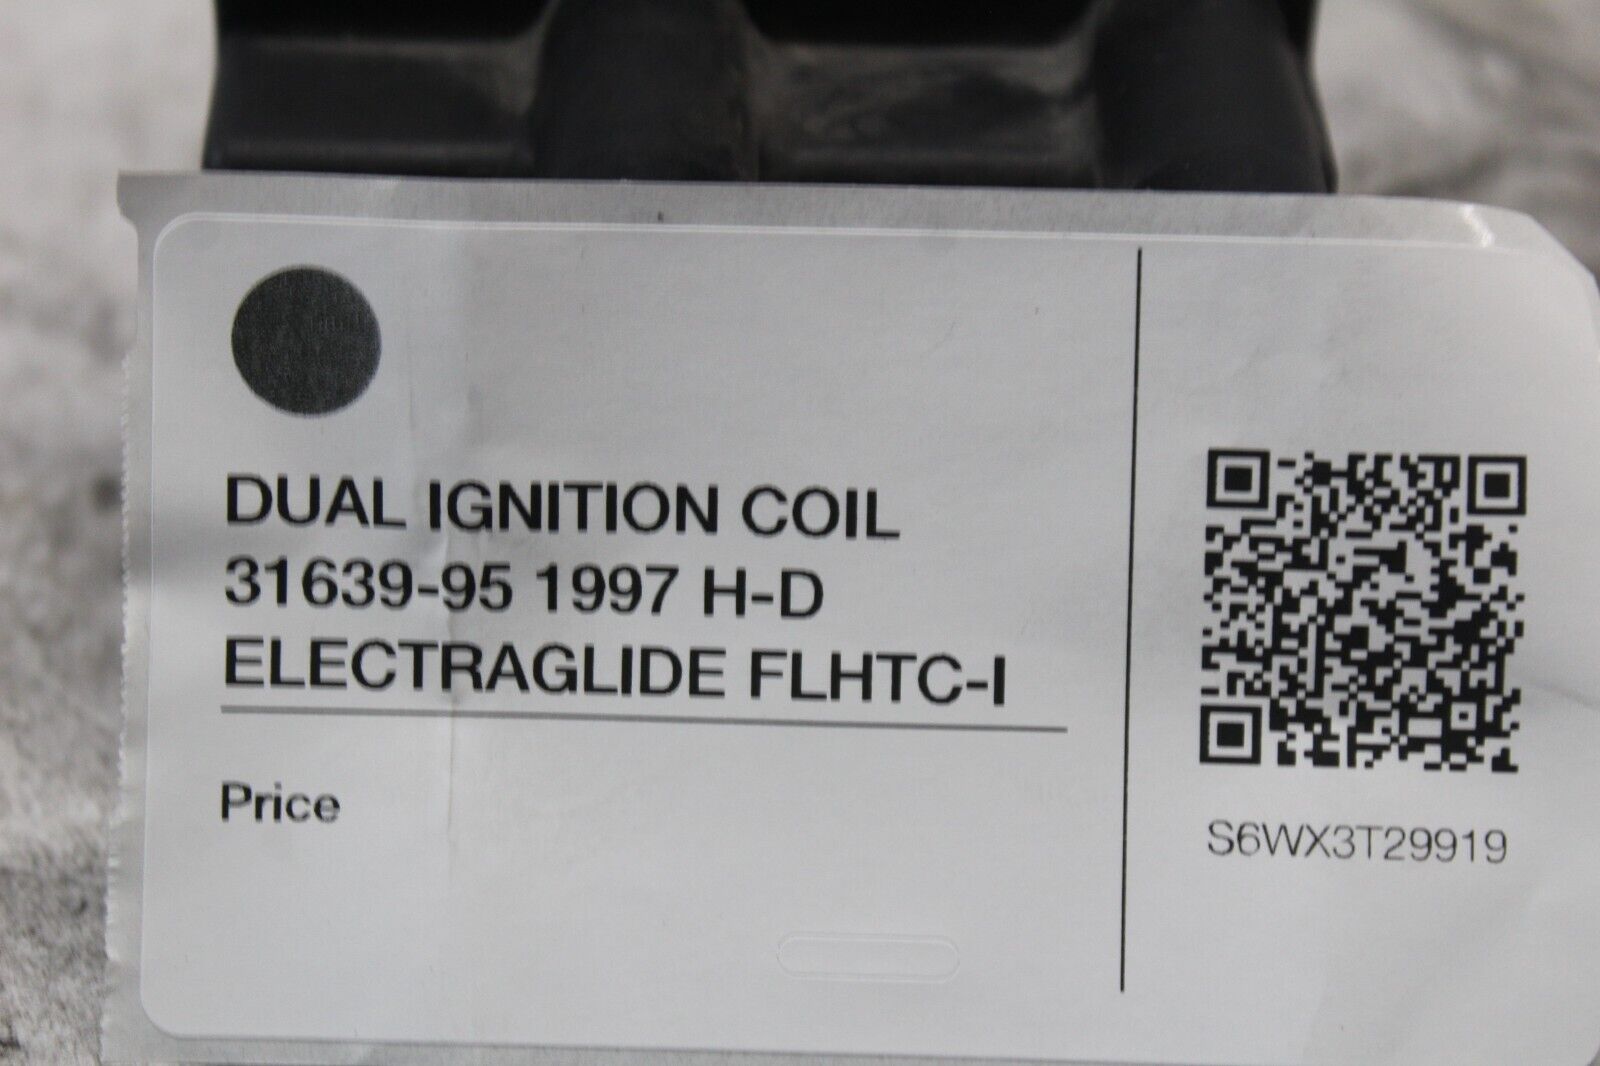 DUAL IGNITION COIL
31639-95 1997 H-D
ELECTRAGLIDE FLHTC-I
Price
S6WX3T29919